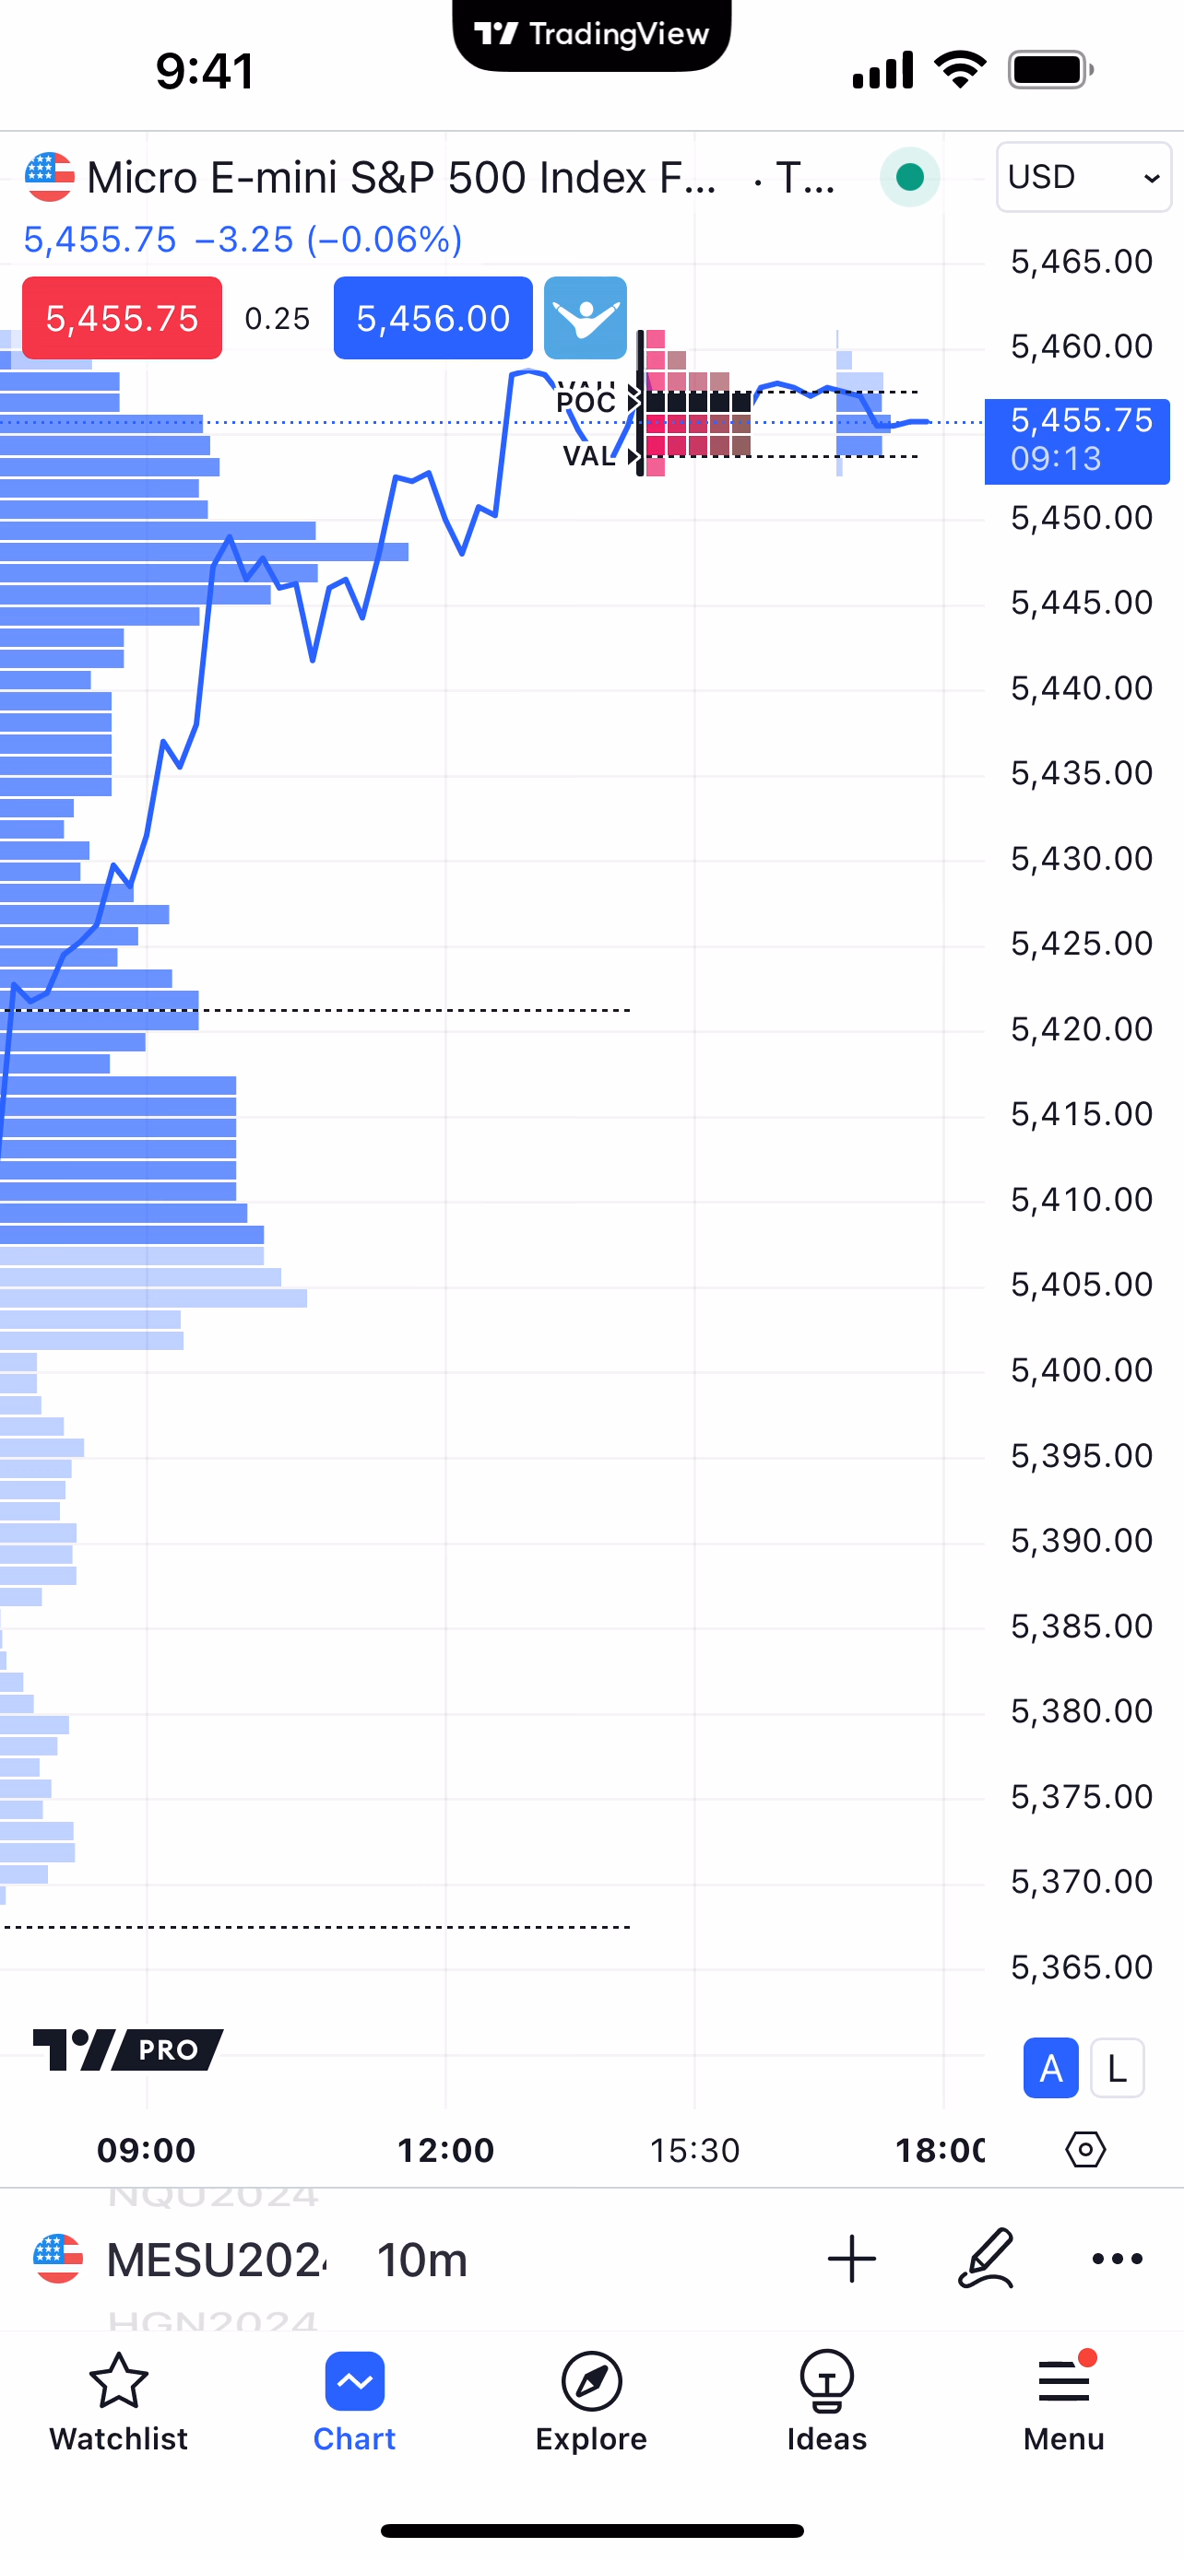 TradingView
9:41
Micro E-mini S&P 500 Index F... · T...
USD
5,455.75 −3.25 (−0.06%)
5,455.75 0.25 5,456.00
5,465.00
5,460.00
VAH
POC
VAL
5,455.75
09:13
5,450.00
5,445.00
5,440.00
5,435.00
5,430.00
5,425.00
5,420.00
5,415.00
5,410.00
5,405.00
5,400.00
5,395.00
5,390.00
5,385.00
5,380.00
5,375.00
5,370.00
5,365.00
PRO
A L
09:00 12:00 15:30 18:00
NQU2024
MESU202 10m
HGN2024
Watchlist Chart Explore Ideas Menu